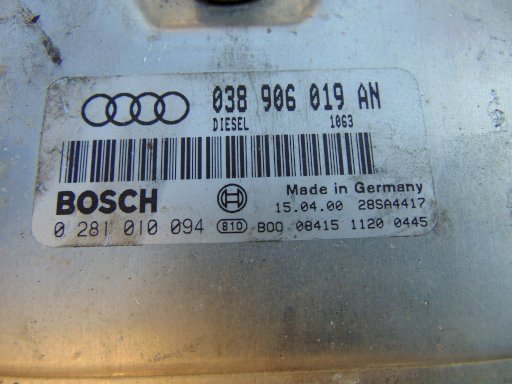 038 906 019 AN
DIESEL 1063
BOSCH
Made in Germany
15.04.00 28SA4417
0 281 010 094 810 B00 08415 1120 0445